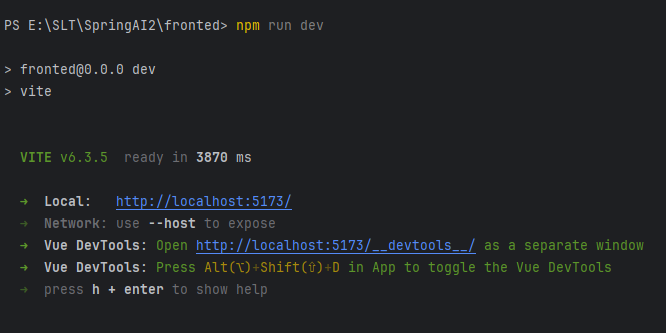 PS E:\SLT\SpringAI2\fronted> npm run dev
> fronted@0.0.0 dev
> vite
VITE v6.3.5 ready in 3870 ms
➜ Local: http://localhost:5173/
➜ Network: use --host to expose
➜ Vue DevTools: Open http://localhost:5173/__devtools__/ as a separate window
➜ Vue DevTools: Press Alt(⌥)+Shift(⇧)+D in App to toggle the Vue DevTools
➜ press h + enter to show help